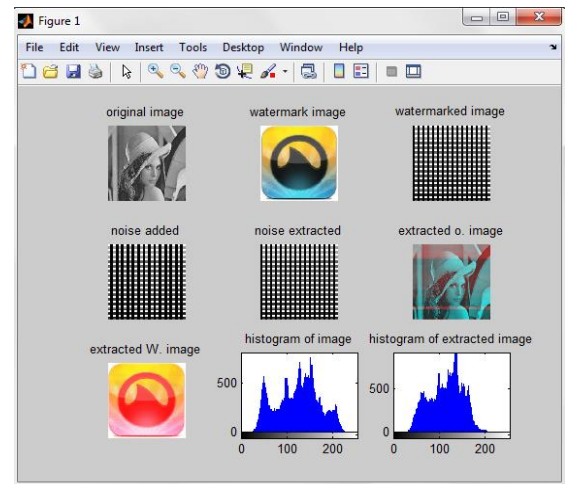 Figure 1
File Edit View Insert Tools Desktop Window Help
original image
watermark image
watermarked image
noise added
noise extracted
extracted o. image
extracted W. image
histogram of image
500
0
0 100 200
histogram of extracted image
500
0
0 100 200